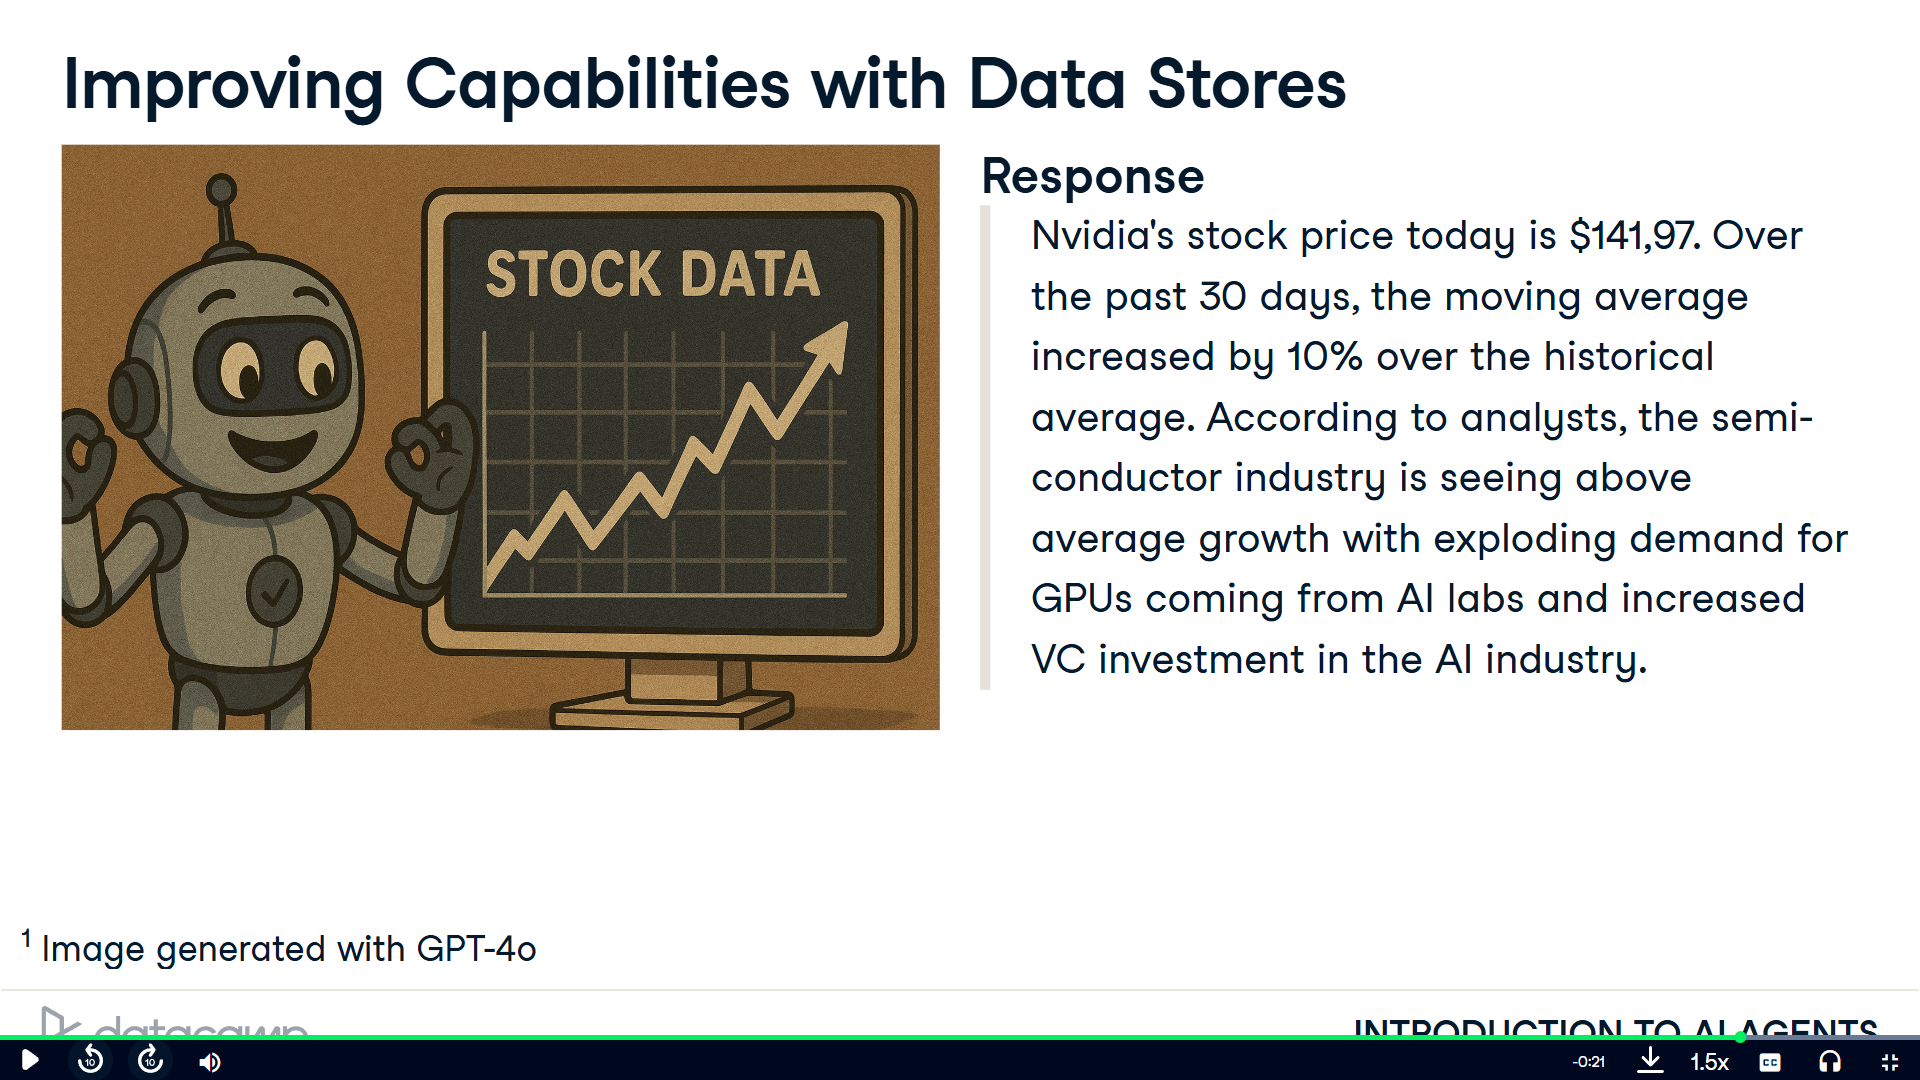 Improving Capabilities with Data Stores
STOCK DATA
Response
Nvidia's stock price today is $141,97. Over
the past 30 days, the moving average
increased by 10% over the historical
average. According to analysts, the semi-
conductor industry is seeing above
average growth with exploding demand for
GPUs coming from AI labs and increased
VC investment in the AI industry.
1 Image generated with GPT-4o
datacamp
INTRODUCTION TO AI AGENTS
10
10
-0:21
1.5x
CC